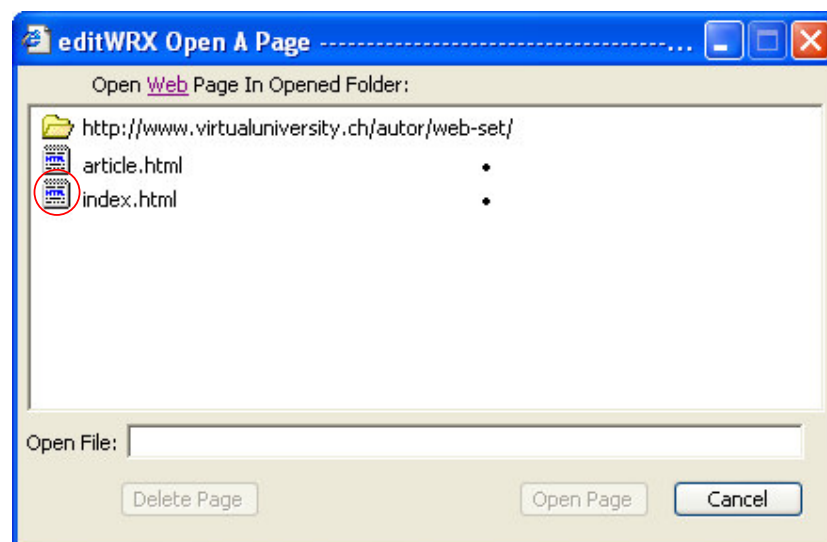 editWRX Open A Page -------------------------------------...
Open Web Page In Opened Folder:
http://www.virtualuniversity.ch/autor/web-set/
article.html •
index.html •
Open File:
Delete Page Open Page Cancel